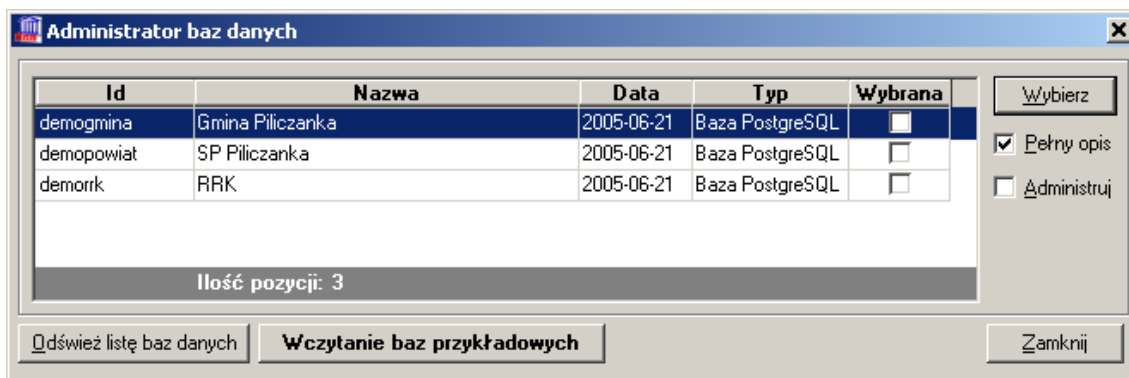 Administrator baz danych
Id Nazwa Data Typ Wybrana
demogmina Gmina Piliczanka 2005-06-21 Baza PostgreSQL
demopowiat SP Piliczanka 2005-06-21 Baza PostgreSQL
demorrk RRK 2005-06-21 Baza PostgreSQL
Ilość pozycji: 3
Wybierz
Pełny opis
Administruj
Odśwież listę baz danych Wczytanie baz przykładowych Zamknij